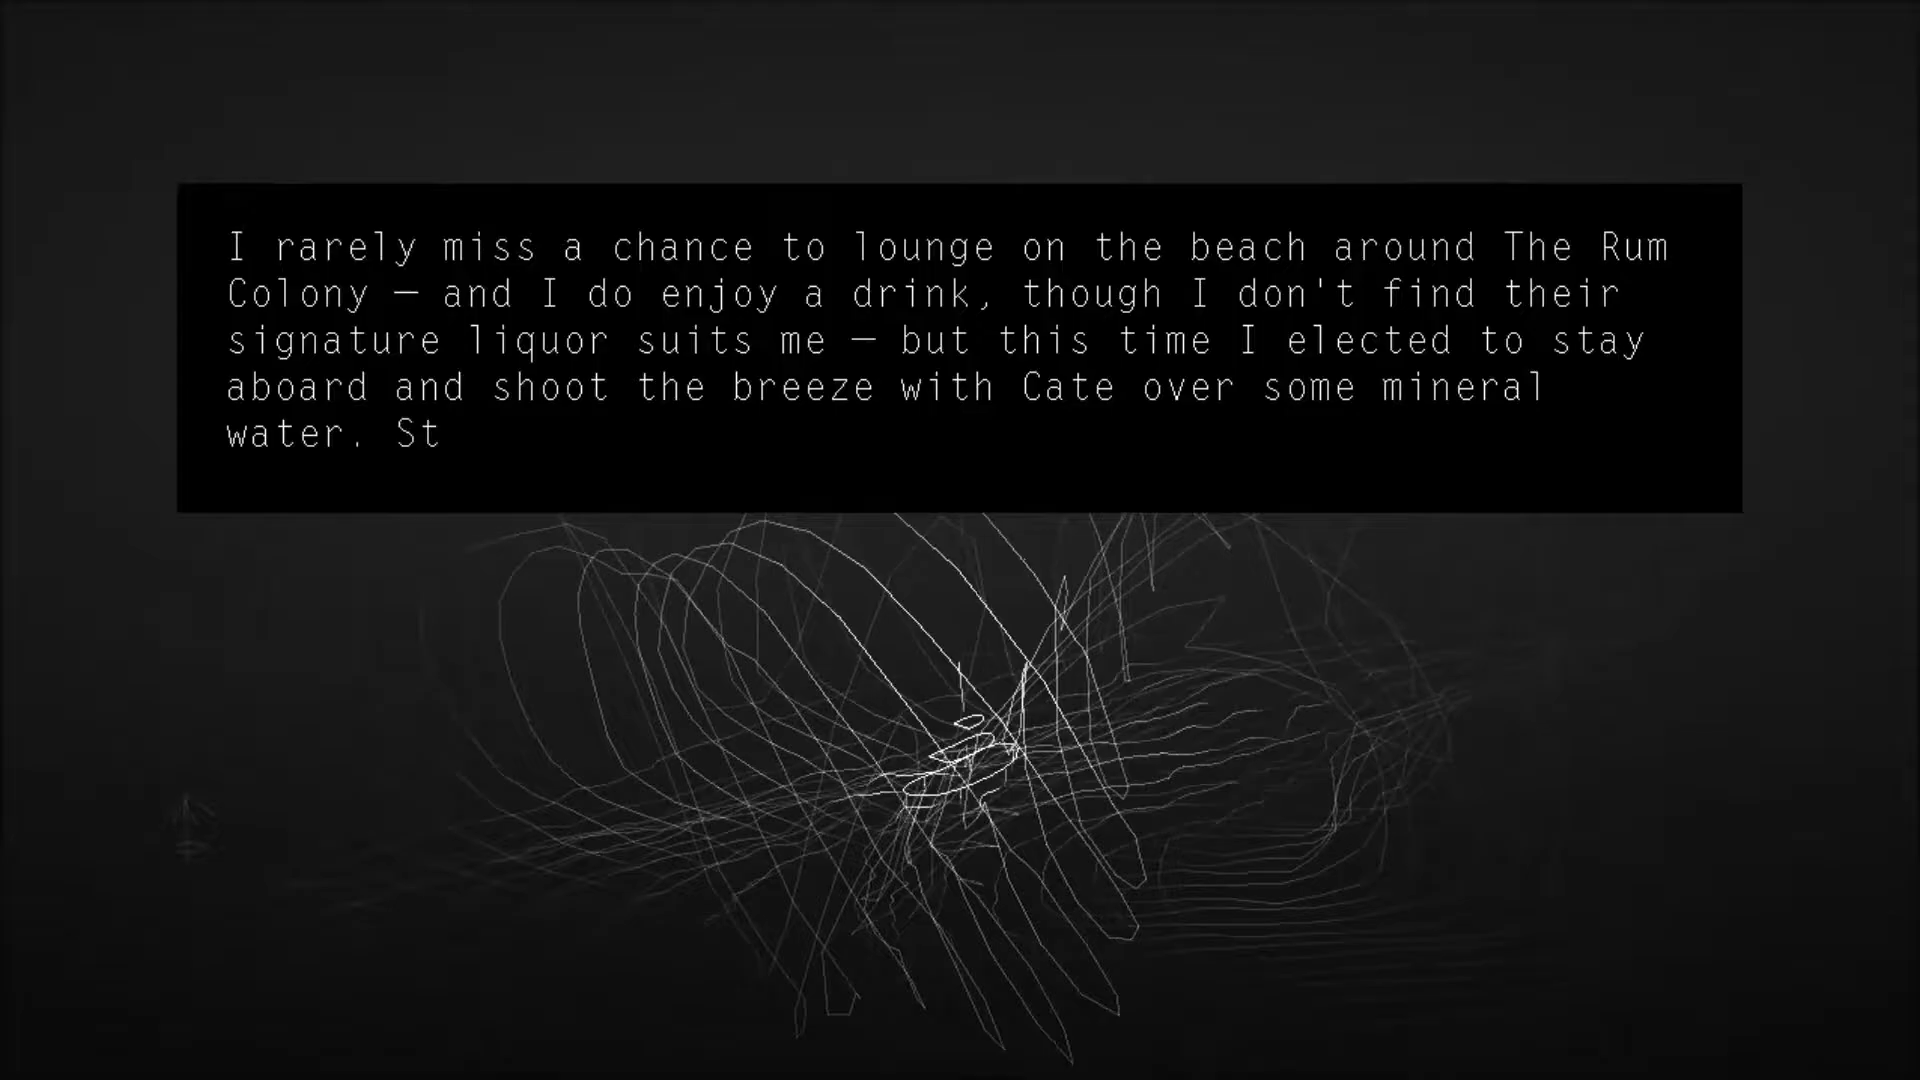 I rarely miss a chance to lounge on the beach around The Rum
Colony — and I do enjoy a drink, though I don't find their
signature liquor suits me — but this time I elected to stay
aboard and shoot the breeze with Cate over some mineral
water. St